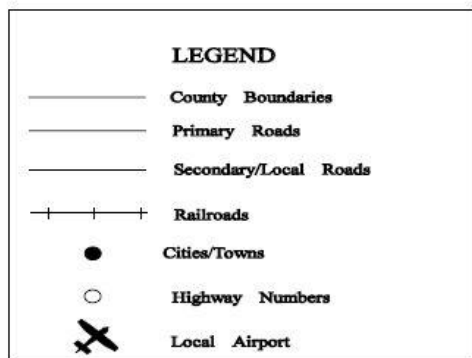 LEGEND
County Boundaries
Primary Roads
Secondary/Local Roads
Railroads
Cities/Towns
Highway Numbers
Local Airport